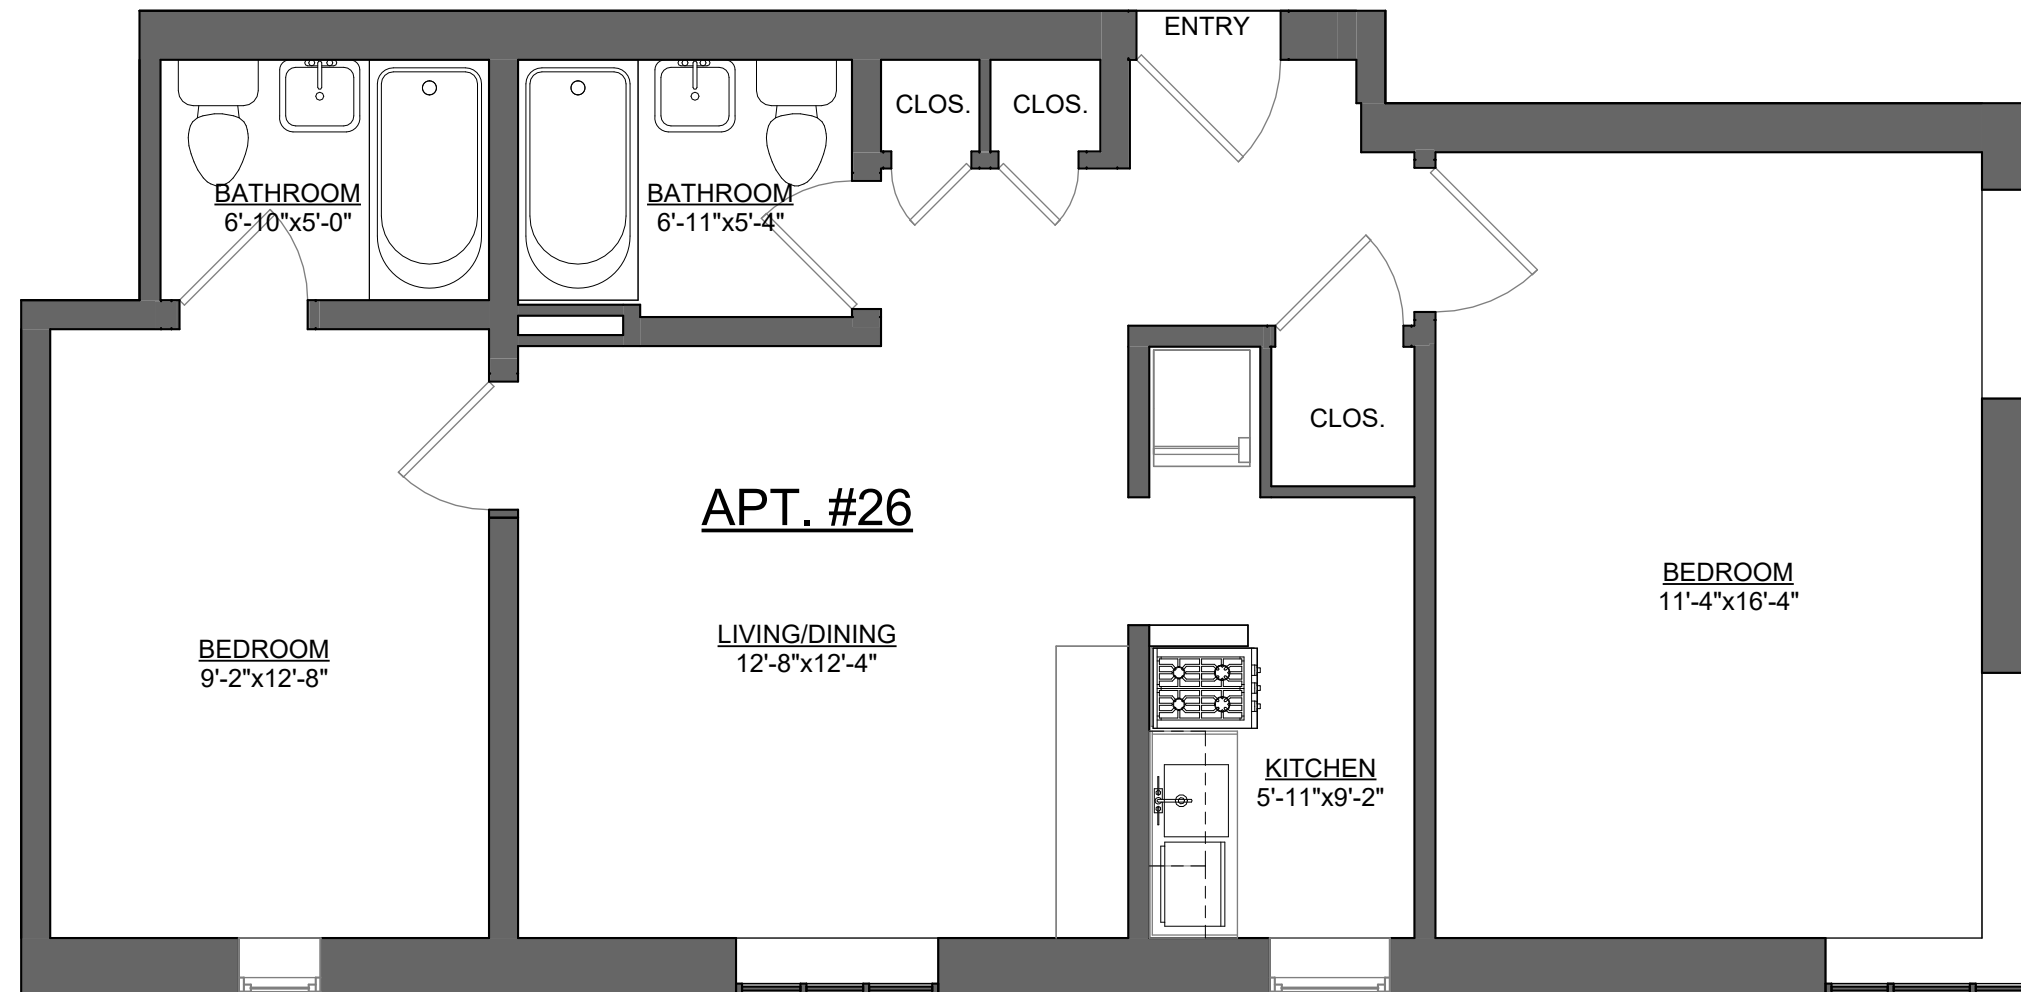 ENTRY
CLOS.
CLOS.
BATHROOM
6'-10"x5'-0"
BATHROOM
6'-11"x5'-4"
CLOS.
APT. #26
BEDROOM
11'-4"x16'-4"
LIVING/DINING
12'-8"x12'-4"
BEDROOM
9'-2"x12'-8"
KITCHEN
5'-11"x9'-2"